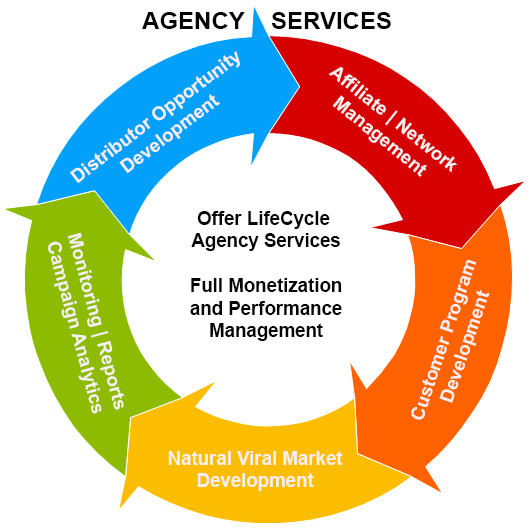 AGENCY SERVICES
Affiliate | Network
Management
Customer Program
Development
Natural Viral Market
Development
Monitoring | Reports
Campaign Analytics
Distributor Opportunity
Development
Offer LifeCycle
Agency Services
Full Monetization
and Performance
Management